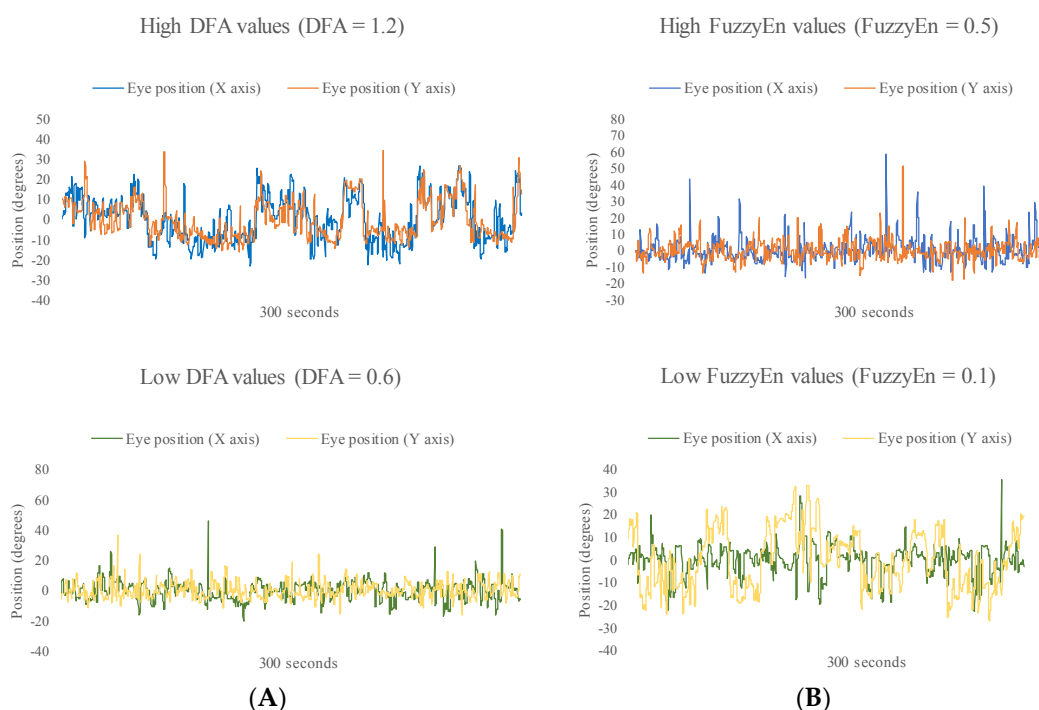 High DFA values (DFA = 1.2)
Eye position (X axis) Eye position (Y axis)
50
40
30
20
10
0
-10
-20
-30
-40
Position (degrees)
300 seconds
High FuzzyEn values (FuzzyEn = 0.5)
Eye position (X axis) Eye position (Y axis)
80
70
60
50
40
30
20
10
0
-10
-20
-30
Position (degrees)
300 seconds
Low DFA values (DFA = 0.6)
Eye position (X axis) Eye position (Y axis)
80
60
40
20
0
-20
-40
Position (degrees)
300 seconds
(A)
Low FuzzyEn values (FuzzyEn = 0.1)
Eye position (X axis) Eye position (Y axis)
40
30
20
10
0
-10
-20
-30
-40
Position (degrees)
300 seconds
(B)